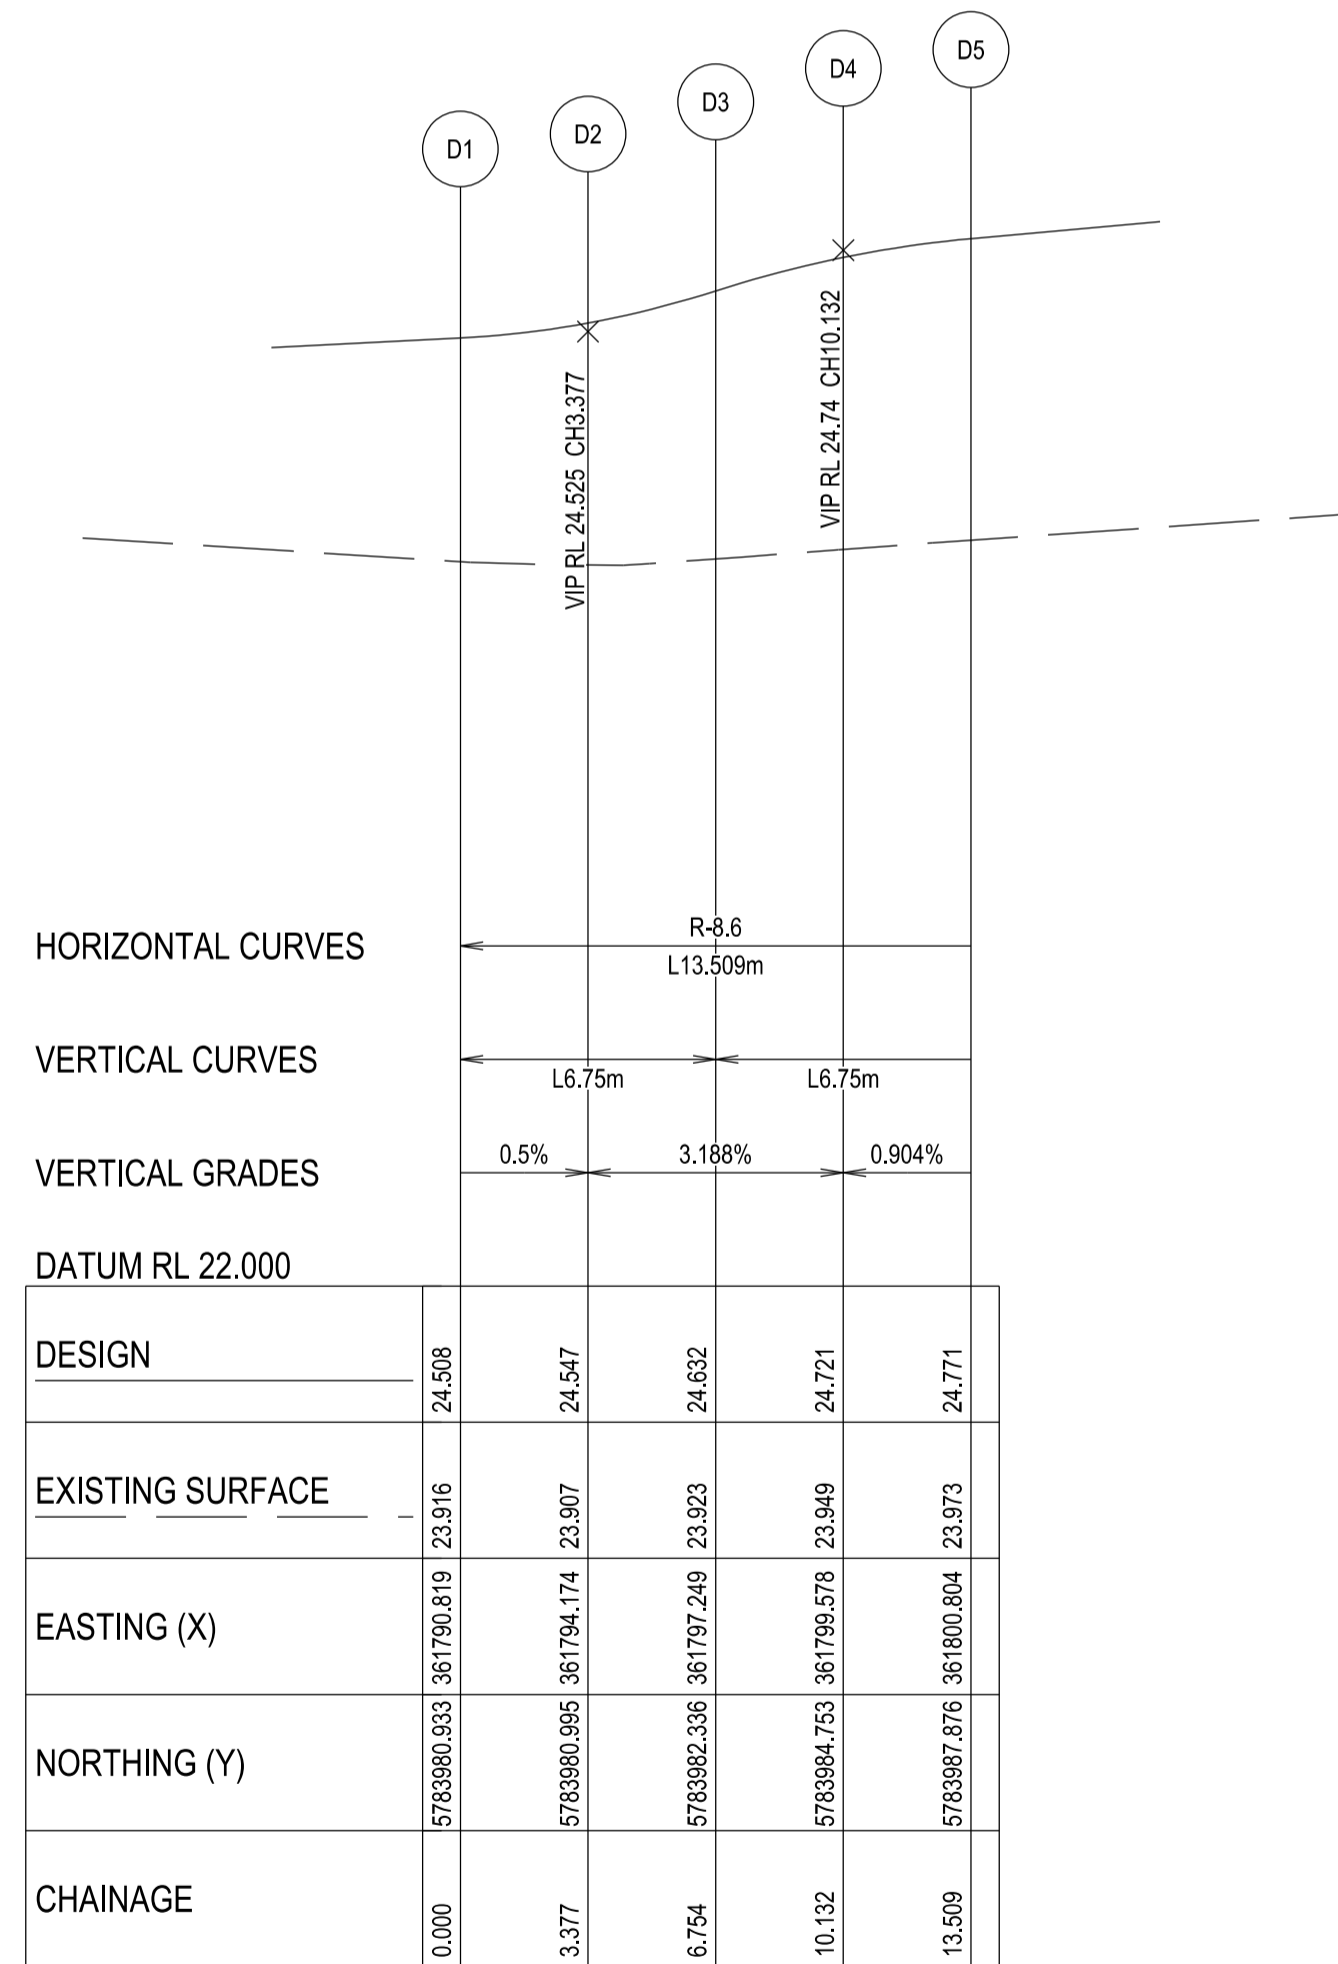 D1 D2 D3 D4 D5
VIP RL 24.525 CH3.377
VIP RL 24.74 CH10.132
HORIZONTAL CURVES
R-8.6
L13.509m
VERTICAL CURVES
L6.75m L6.75m
VERTICAL GRADES 0.5% 3.188% 0.904%
DATUM RL 22.000
DESIGN 24.508 24.547 24.632 24.721 24.771
EXISTING SURFACE 23.916 23.907 23.923 23.949 23.973
EASTING (X) 361790.819 361794.174 361797.249 361799.578 361800.804
NORTHING (Y) 5783980.933 5783980.995 5783982.336 5783984.753 5783987.876
CHAINAGE 0.000 3.377 6.754 10.132 13.509